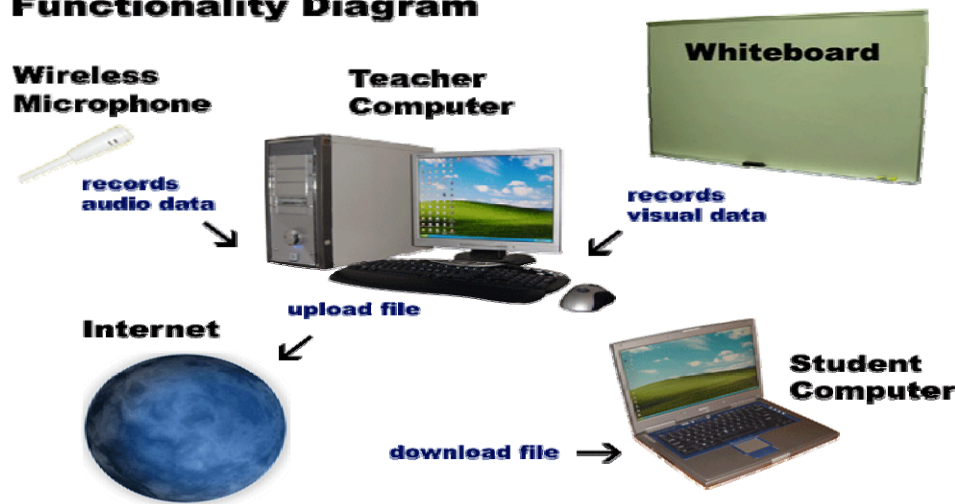 Functionality Diagram
Whiteboard
Wireless
Microphone
Teacher
Computer
records
audio data
records
visual data
upload file
Internet
Student
Computer
download file